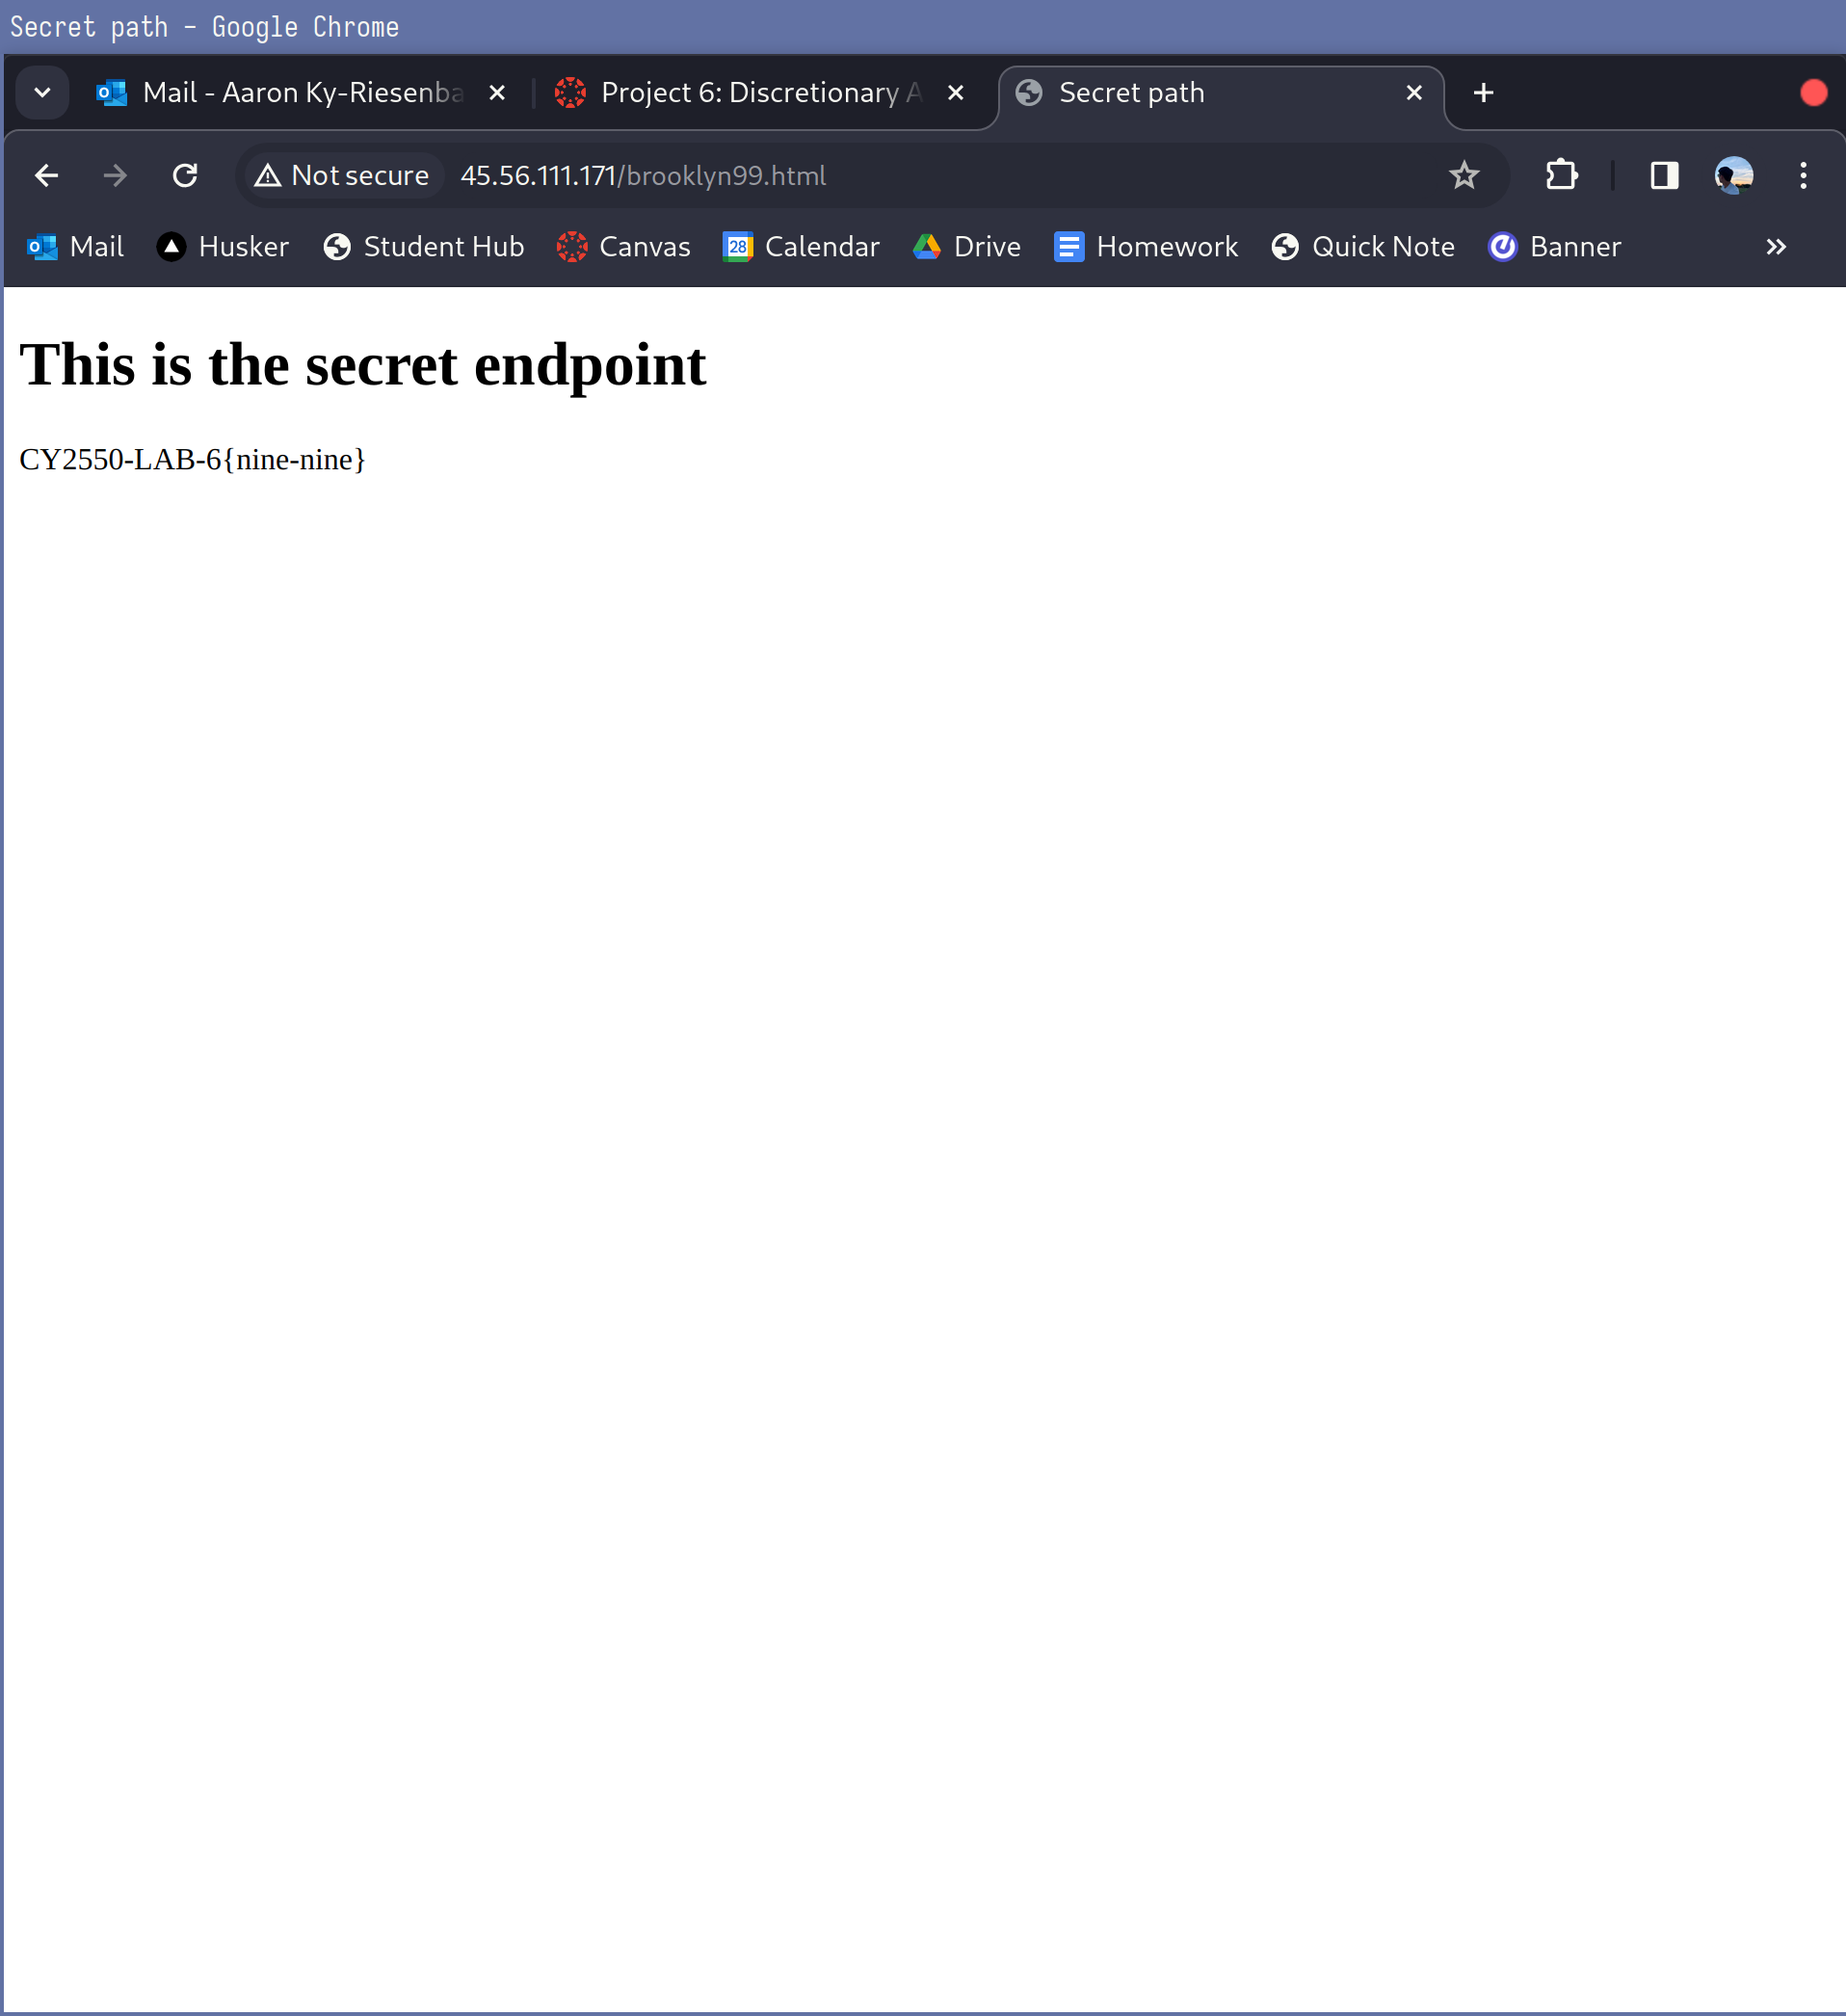 Secret path - Google Chrome
Mail - Aaron Ky-Riesenba
Project 6: Discretionary A
Secret path
Not secure 45.56.111.171/brooklyn99.html
Mail Husker Student Hub Canvas 28 Calendar Drive Homework Quick Note Banner
This is the secret endpoint
CY2550-LAB-6{nine-nine}